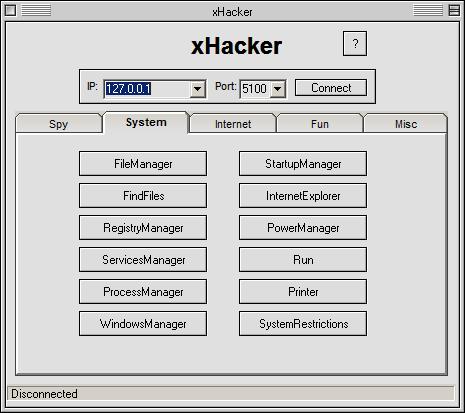 xHacker
xHacker
?
IP: 127.0.0.1 Port: 5100 Connect
Spy System Internet Fun Misc
FileManager StartupManager
FindFiles InternetExplorer
RegistryManager PowerManager
ServicesManager Run
ProcessManager Printer
WindowsManager SystemRestrictions
Disconnected